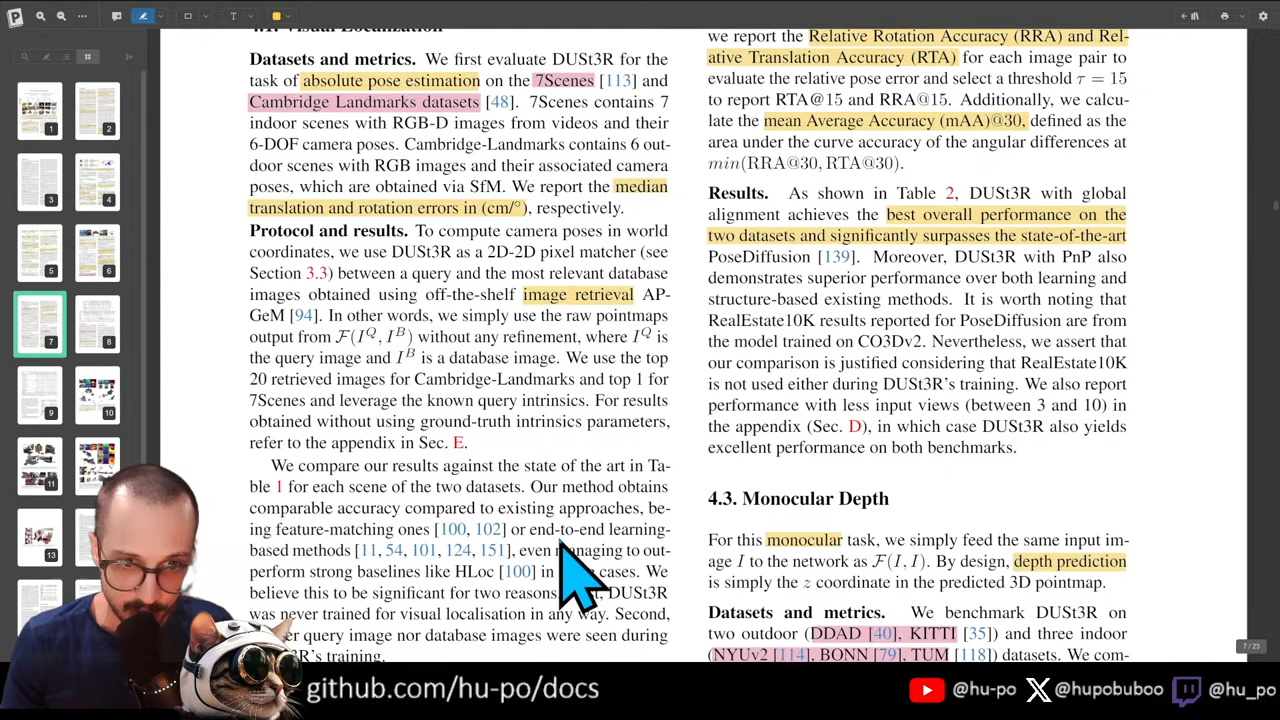 4.1. Visual Localization
Datasets and metrics. We first evaluate DUSt3R for the
task of absolute pose estimation on the 7Scenes [113] and
Cambridge Landmarks datasets [48]. 7Scenes contains 7
indoor scenes with RGB-D images from videos and their
6-DOF camera poses. Cambridge-Landmarks contains 6 out-
door scenes with RGB images and their associated camera
poses, which are obtained via SfM. We report the median
translation and rotation errors in (cm/°), respectively.
Protocol and results. To compute camera poses in world
coordinates, we use DUSt3R as a 2D-2D pixel matcher (see
Section 3.3) between a query and the most relevant database
images obtained using off-the-shelf image retrieval AP-
GeM [94]. In other words, we simply use the raw pointmaps
output from F(I^Q, I^B) without any refinement, where I^Q is
the query image and I^B is a database image. We use the top
20 retrieved images for Cambridge-Landmarks and top 1 for
7Scenes and leverage the known query intrinsics. For results
obtained without using ground-truth intrinsics parameters,
refer to the appendix in Sec. E.
We compare our results against the state of the art in Ta-
ble 1 for each scene of the two datasets. Our method obtains
comparable accuracy compared to existing approaches, be-
ing feature-matching ones [100, 102] or end-to-end learning-
based methods [11, 54, 101, 124, 151], even managing to out-
perform strong baselines like HLoc [100] in cases. We
believe this to be significant for two reasons. DUSt3R
was never trained for visual localisation in any way. Second,
query image nor database images were seen during
's training.
we report the Relative Rotation Accuracy (RRA) and Rel-
ative Translation Accuracy (RTA) for each image pair to
evaluate the relative pose error and select a threshold τ = 15
to report RTA@15 and RRA@15. Additionally, we calcu-
late the mean Average Accuracy (mAA)@30, defined as the
area under the curve accuracy of the angular differences at
min(RRA@30, RTA@30).
Results. As shown in Table 2, DUSt3R with global
alignment achieves the best overall performance on the
two datasets and significantly surpasses the state-of-the-art
PoseDiffusion [139]. Moreover, DUSt3R with PnP also
demonstrates superior performance over both learning and
structure-based existing methods. It is worth noting that
RealEstate10K results reported for PoseDiffusion are from
the model trained on CO3Dv2. Nevertheless, we assert that
our comparison is justified considering that RealEstate10K
is not used either during DUSt3R's training. We also report
performance with less input views (between 3 and 10) in
the appendix (Sec. D), in which case DUSt3R also yields
excellent performance on both benchmarks.
4.3. Monocular Depth
For this monocular task, we simply feed the same input im-
age I to the network as F(I, I). By design, depth prediction
is simply the z coordinate in the predicted 3D pointmap.
Datasets and metrics. We benchmark DUSt3R on
two outdoor (DDAD [40], KITTI [35]) and three indoor
(NYUv2 [114], BONN [79], TUM [118]) datasets. We com-
1
2
3
4
5
6
7
8
9
10
11
13
7 / 23
github.com/hu-po/docs
@hu-po
@hupobuboo
@hu_po